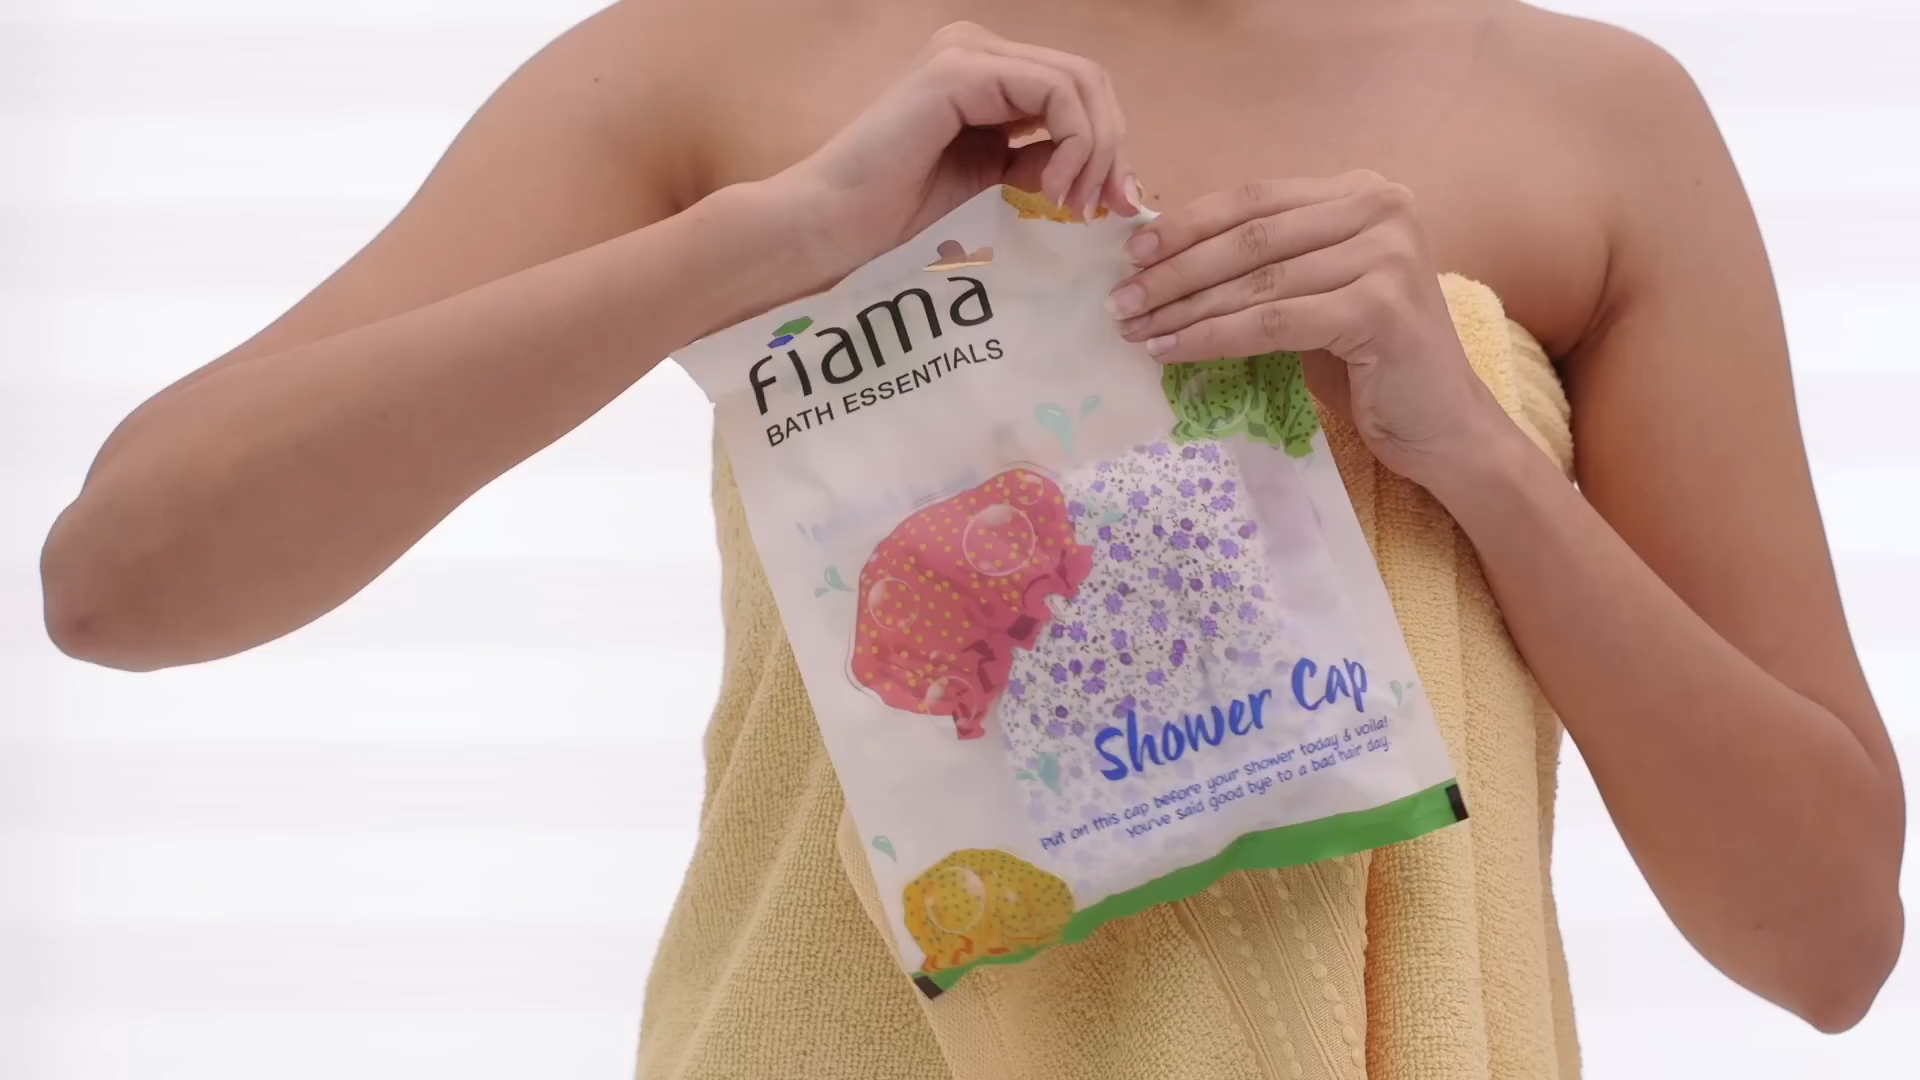 fiama
BATH ESSENTIALS
Shower Cap
Put on this cap before your shower today & voila!
You've said good bye to a bad hair day.